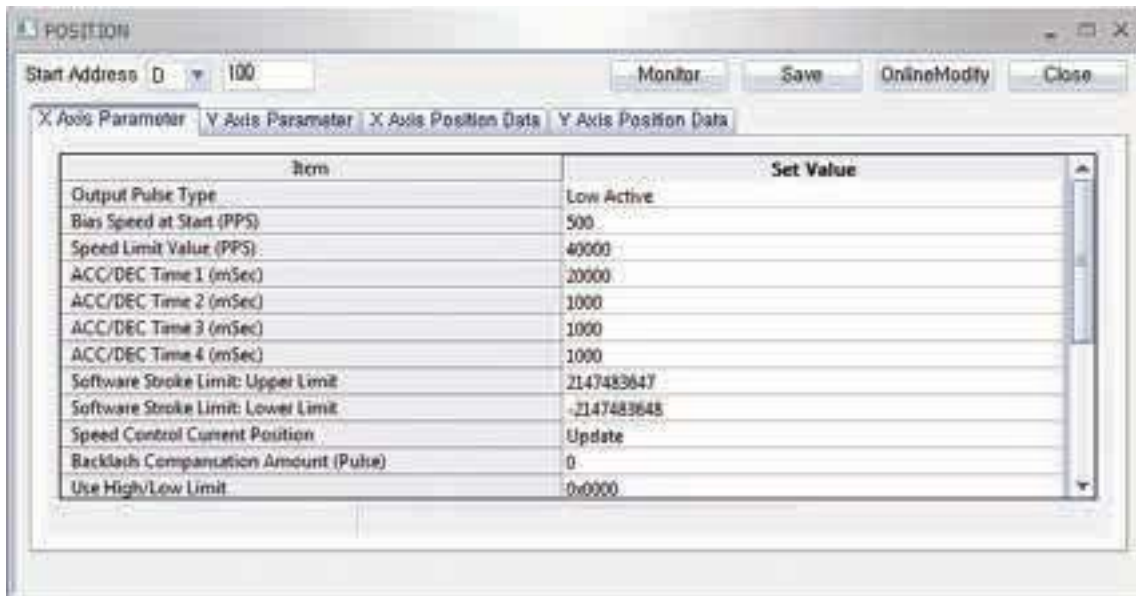 POSITION
Start Address D 100 Monitor Save OnlineModify Close
X Axis Parameter Y Axis Parameter X Axis Position Data Y Axis Position Data
Item Set Value
Output Pulse Type Low Active
Bias Speed at Start (PPS) 500
Speed Limit Value (PPS) 40000
ACC/DEC Time 1 (mSec) 20000
ACC/DEC Time 2 (mSec) 1000
ACC/DEC Time 3 (mSec) 1000
ACC/DEC Time 4 (mSec) 1000
Software Stroke Limit: Upper Limit 2147483647
Software Stroke Limit: Lower Limit -2147483648
Speed Control Current Position Update
Backlash Compansation Amount (Pulse) 0
Use High/Low Limit 0x0000